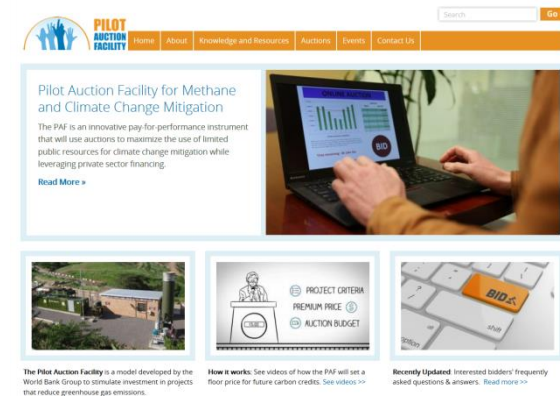 Search
Go
PILOT
AUCTION
FACILITY
Home
About
Knowledge and Resources
Auctions
Events
Contact Us
Pilot Auction Facility for Methane
and Climate Change Mitigation
The PAF is an innovative pay-for-performance instrument
that will use auctions to maximize the use of limited
public resources for climate change mitigation while
leveraging private sector financing.
Read More »
ONLINE AUCTION
BID
PROJECT CRITERIA
PREMIUM PRICE
AUCTION BUDGET
BID
option
shift
The Pilot Auction Facility is a model developed by the
World Bank Group to stimulate investment in projects
that reduce greenhouse gas emissions.
How it works: See videos of how the PAF will set a
floor price for future carbon credits. See videos >>
Recently Updated: Interested bidders' frequently
asked questions & answers. Read more >>